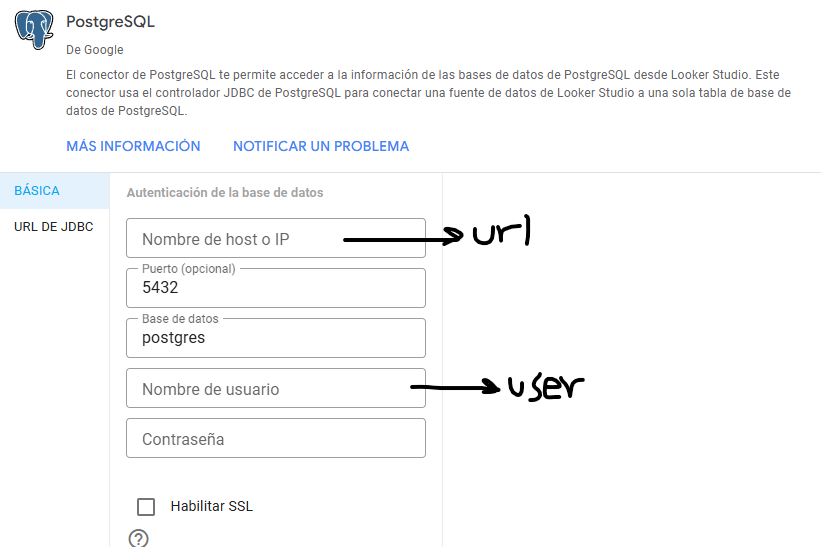 PostgreSQL
De Google
El conector de PostgreSQL te permite acceder a la información de las bases de datos de PostgreSQL desde Looker Studio. Este
conector usa el controlador JDBC de PostgreSQL para conectar una fuente de datos de Looker Studio a una sola tabla de base de
datos de PostgreSQL.
MÁS INFORMACIÓN NOTIFICAR UN PROBLEMA
BÁSICA
URL DE JDBC
Autenticación de la base de datos
Nombre de host o IP
url
Puerto (opcional)
5432
Base de datos
postgres
Nombre de usuario
user
Contraseña
Habilitar SSL
?